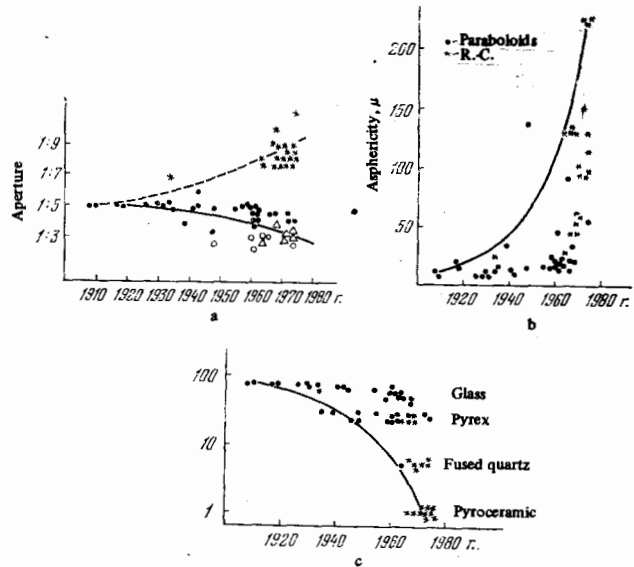 Aperture
1:9
1:7
1:5
1:3
1910 1920 1930 1940 1950 1960 1970 1980 г.
a
Asphericity, μ
200
150
100
50
Paraboloids
R.-C.
1920 1940 1960 1980 г.
b
100
10
1
Glass
Pyrex
Fused quartz
Pyroceramic
1920 1940 1960 1980 г.
c